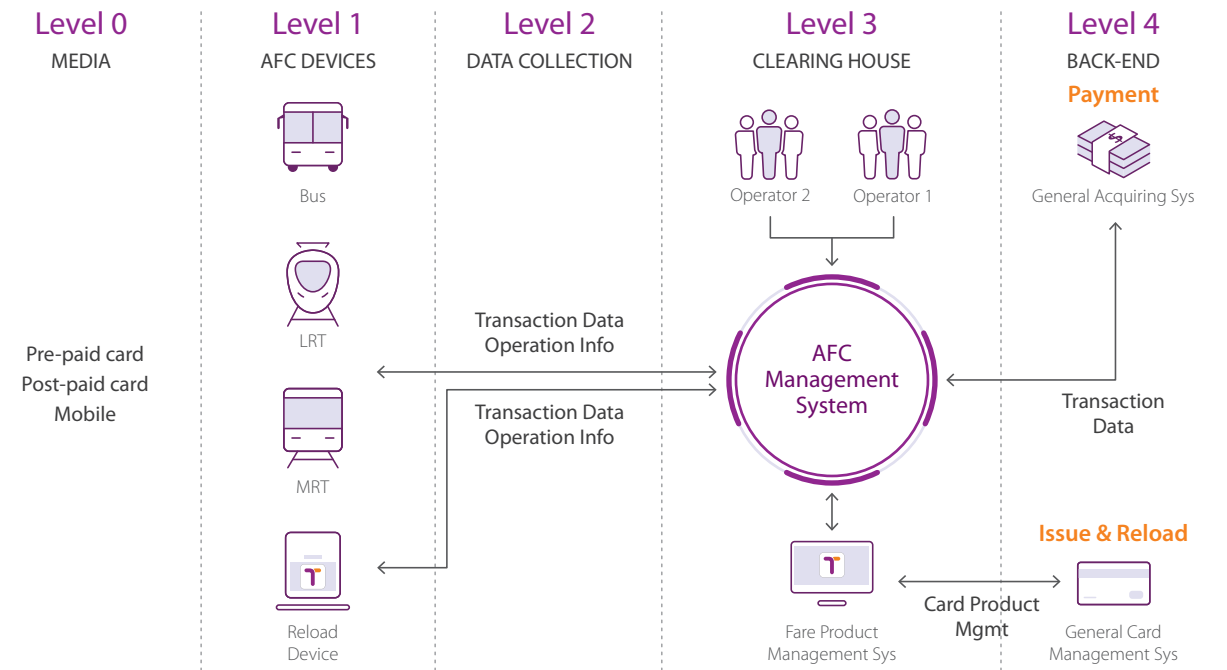 Level 0
MEDIA
Pre-paid card
Post-paid card
Mobile
Level 1
AFC DEVICES
Bus
LRT
MRT
Reload
Device
Level 2
DATA COLLECTION
Transaction Data
Operation Info
Transaction Data
Operation Info
Level 3
CLEARING HOUSE
Operator 2
Operator 1
AFC
Management
System
Fare Product
Management Sys
Card Product
Mgmt
Level 4
BACK-END
Payment
General Acquiring Sys
Transaction
Data
Issue & Reload
General Card
Management Sys